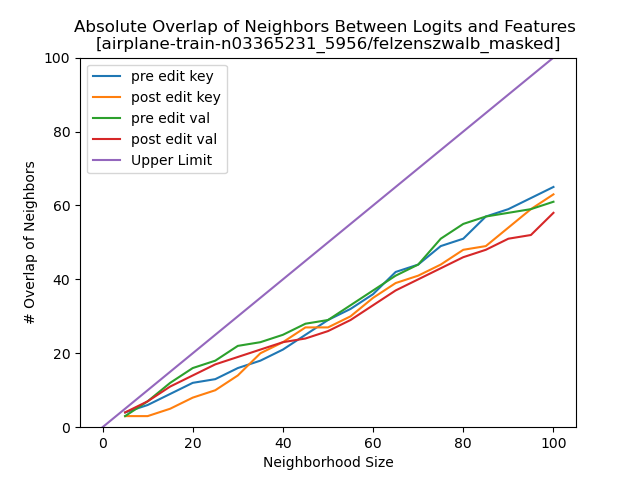 Absolute Overlap of Neighbors Between Logits and Features
[airplane-train-n03365231_5956/felzenszwalb_masked]
pre edit key
post edit key
pre edit val
post edit val
Upper Limit
# Overlap of Neighbors
100
80
60
40
20
0
0 20 40 60 80 100
Neighborhood Size